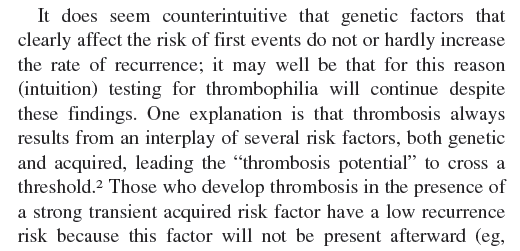 It does seem counterintuitive that genetic factors that
clearly affect the risk of first events do not or hardly increase
the rate of recurrence; it may well be that for this reason
(intuition) testing for thrombophilia will continue despite
these findings. One explanation is that thrombosis always
results from an interplay of several risk factors, both genetic
and acquired, leading the “thrombosis potential” to cross a
threshold.² Those who develop thrombosis in the presence of
a strong transient acquired risk factor have a low recurrence
risk because this factor will not be present afterward (eg,